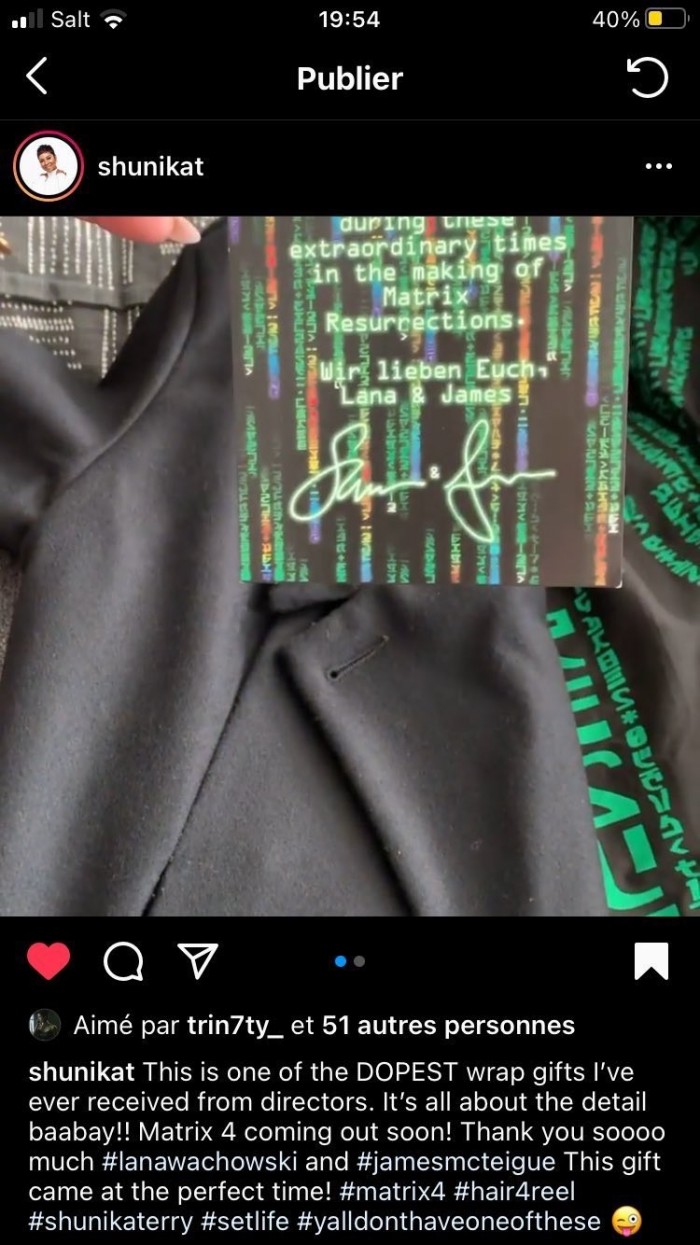 Salt 19:54 40%
Publier
shunikat
during these
extraordinary times
in the making of
Matrix
Resurrections.
Wir lieben Euch,
Lana & James
&
Aimé par trin7ty_ et 51 autres personnes
shunikat This is one of the DOPEST wrap gifts I’ve
ever received from directors. It’s all about the detail
baabay!! Matrix 4 coming out soon! Thank you soooo
much #lanawachowski and #jamesmcteigue This gift
came at the perfect time! #matrix4 #hair4reel
#shunikaterry #setlife #yalldonthaveoneofthese 😜